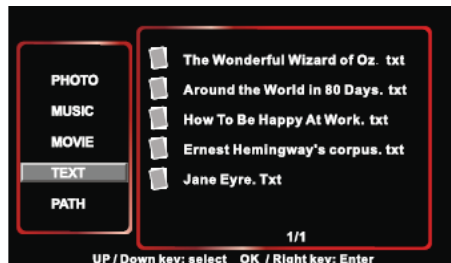 PHOTO
MUSIC
MOVIE
TEXT
PATH
The Wonderful Wizard of Oz. txt
Around the World in 80 Days. txt
How To Be Happy At Work. txt
Ernest Hemingway's corpus. txt
Jane Eyre. Txt
1/1
UP / Down key: select OK / Right key: Enter